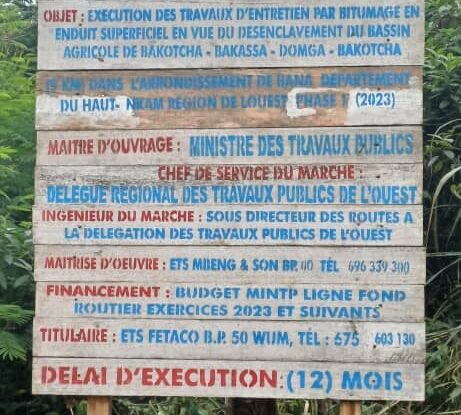 OBJET : EXECUTION DES TRAVAUX D'ENTRETIEN PAR BITUMAGE EN
ENDUIT SUPERFICIEL EN VUE DU DESENCLAVEMENT DU BASSIN
AGRICOLE DE BAKOTCHA - BAKASSA - DOMGA - BAKOTCHA
KM DANS L'ARRONDISSEMENT DE BANA DEPARTEMENT
DU HAUT- NKAM REGION DE LOUEST PHASE 1 (2023)
MAITRE D'OUVRAGE : MINISTRE DES TRAVAUX PUBLICS
CHEF DE SERVICE DU MARCHE :
DELEGUE REGIONAL DES TRAVAUX PUBLICS DE L'OUEST
INGENIEUR DU MARCHE : SOUS DIRECTEUR DES ROUTES A
LA DELEGATION DES TRAVAUX PUBLICS DE L'OUEST
MAITRISE D'OEUVRE : ETS MBENG & SON BP. 00 TÉL 696 339 300
FINANCEMENT : BUDGET MINTP LIGNE FOND
ROUTIER EXERCICES 2023 ET SUIVANTS
TITULAIRE : ETS FETACO B.P. 50 WUM, TÉL : 675 603 130
DELAI D'EXECUTION: (12) MOIS